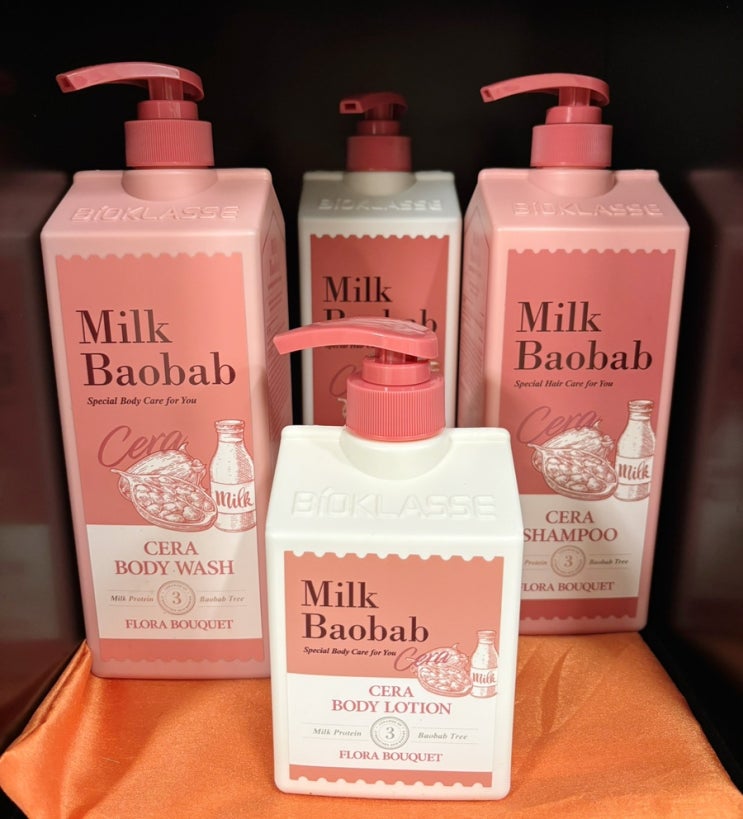 BIOKLASSE
Milk
Baobab
Special Body Care for You
Cera
Milk
CERA
BODY WASH
Milk Protein 3 Baobab Tree
FLORA BOUQUET
BIOKLASSE
Milk
BIOKLASSE
Milk
Baobab
Special Hair Care for You
Cera
Milk
CERA
SHAMPOO
Protein 3 Baobab Tree
FLORA BOUQUET
BIOKLASSE
Milk
Baobab
Special Body Care for You
Cera
Milk
CERA
BODY LOTION
Milk Protein 3 Baobab Tree
FLORA BOUQUET